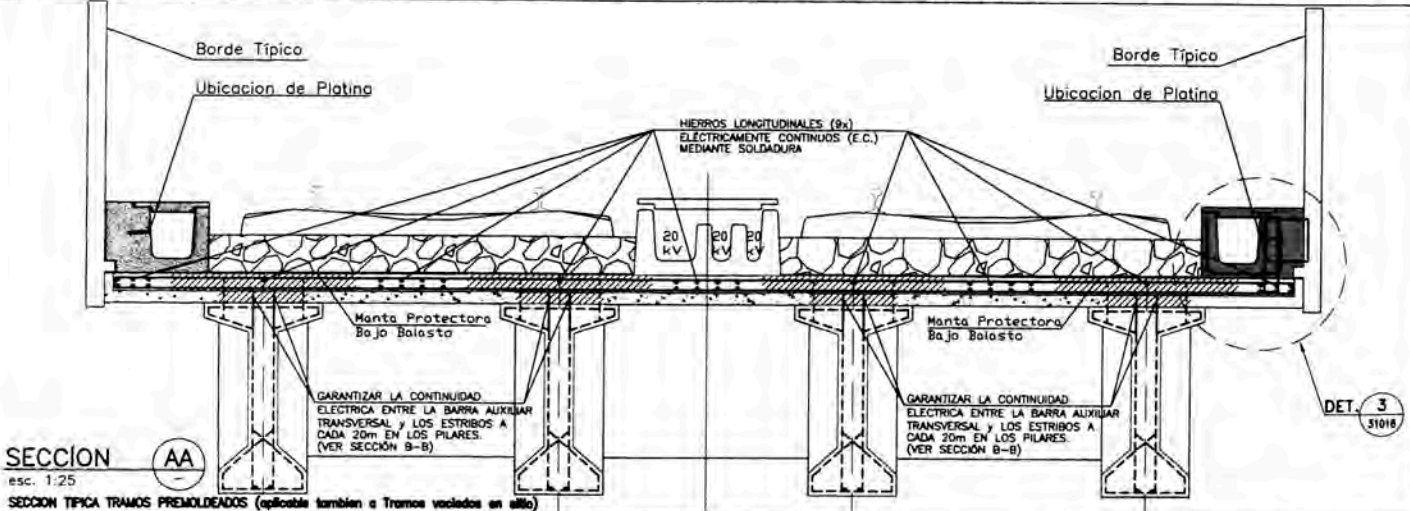 Borde Típico
Borde Típico
Ubicacion de Platina
Ubicacion de Platina
HIERROS LONGITUDINALES (9x)
ELÉCTRICAMENTE CONTINUOS (E.C.)
MEDIANTE SOLDADURA
20 20 20
kV kV kV
Manta Protectora
Bajo Balasto
Manta Protectora
Bajo Balasto
GARANTIZAR LA CONTINUIDAD
ELECTRICA ENTRE LA BARRA AUXILIAR
TRANSVERSAL y LOS ESTRIBOS A
CADA 20m EN LOS PILARES.
(VER SECCIÓN B-B)
GARANTIZAR LA CONTINUIDAD
ELECTRICA ENTRE LA BARRA AUXILIAR
TRANSVERSAL y LOS ESTRIBOS A
CADA 20m EN LOS PILARES.
(VER SECCIÓN B-B)
DET. 3
31018
SECCÍON AA
esc. 1:25
SECCION TIPICA TRAMOS PREMOLDEADOS (aplicable tambien a Tramos vaciados en sitio)